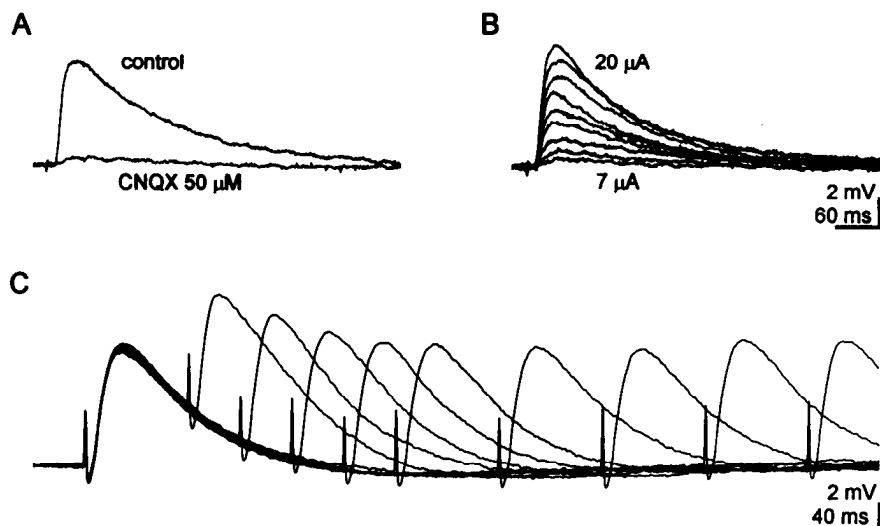 A
control
CNQX 50 μM
B
20 μA
7 μA
2 mV
60 ms
C
2 mV
40 ms